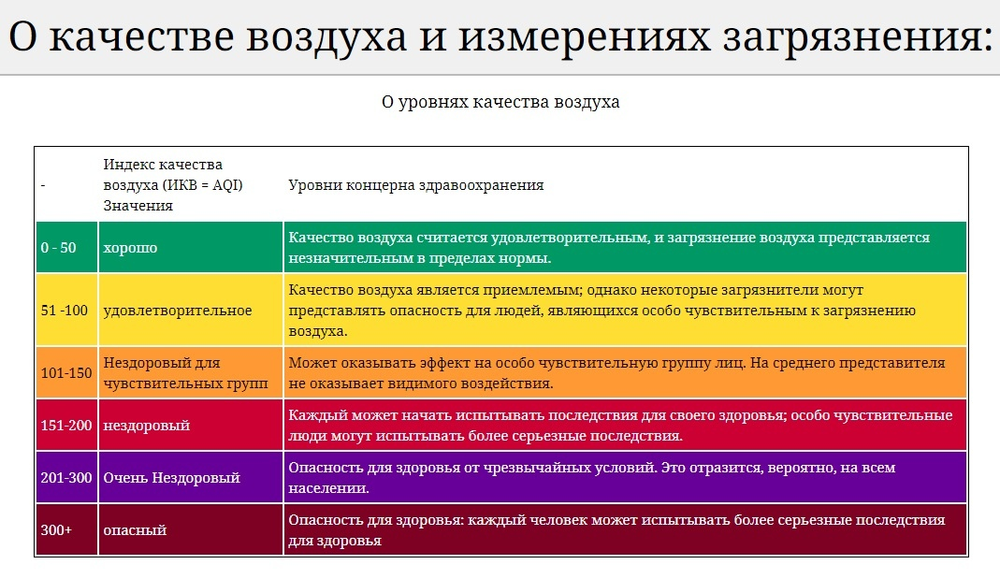 О качестве воздуха и измерениях загрязнения:
О уровнях качества воздуха
-
Индекс качества
воздуха (ИКВ = AQI)
Значения
Уровни концерна здравоохранения
0 - 50
хорошо
Качество воздуха считается удовлетворительным, и загрязнение воздуха представляется
незначительным в пределах нормы.
51 -100
удовлетворительное
Качество воздуха является приемлемым; однако некоторые загрязнители могут
представлять опасность для людей, являющихся особо чувствительным к загрязнению
воздуха.
101-150
Нездоровый для
чувствительных групп
Может оказывать эффект на особо чувствительную группу лиц. На среднего представителя
не оказывает видимого воздействия.
151-200
нездоровый
Каждый может начать испытывать последствия для своего здоровья; особо чувствительные
люди могут испытывать более серьезные последствия.
201-300
Очень Нездоровый
Опасность для здоровья от чрезвычайных условий. Это отразится, вероятно, на всем
населении.
300+
опасный
Опасность для здоровья: каждый человек может испытывать более серьезные последствия
для здоровья